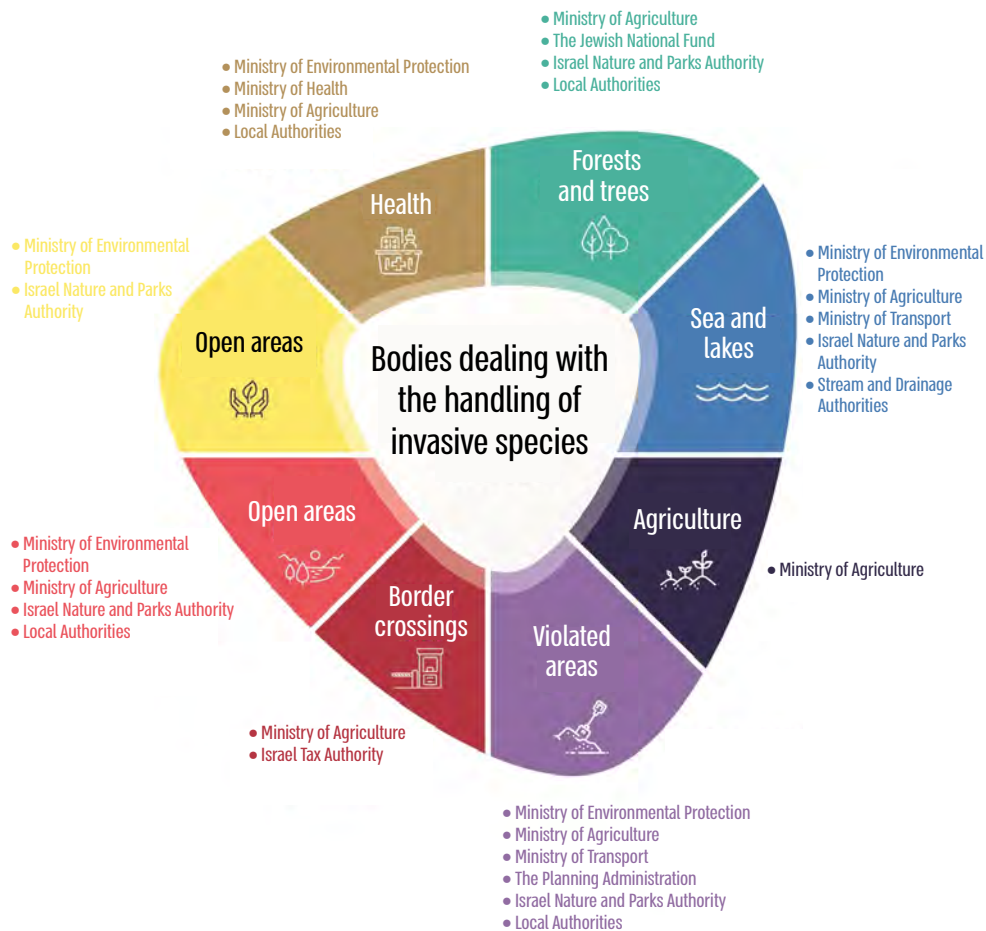 ● Ministry of Agriculture
● The Jewish National Fund
● Israel Nature and Parks Authority
● Local Authorities
● Ministry of Environmental Protection
● Ministry of Health
● Ministry of Agriculture
● Local Authorities
Forests
and trees
Health
● Ministry of Environmental
Protection
● Israel Nature and Parks
Authority
● Ministry of Environmental
Protection
● Ministry of Agriculture
● Ministry of Transport
● Israel Nature and Parks
Authority
● Stream and Drainage
Authorities
Sea and
lakes
Open areas
Bodies dealing with
the handling of
invasive species
Open areas
Agriculture
● Ministry of Environmental
Protection
● Ministry of Agriculture
● Israel Nature and Parks Authority
● Local Authorities
● Ministry of Agriculture
Border
crossings
Violated
areas
● Ministry of Agriculture
● Israel Tax Authority
● Ministry of Environmental Protection
● Ministry of Agriculture
● Ministry of Transport
● The Planning Administration
● Israel Nature and Parks Authority
● Local Authorities